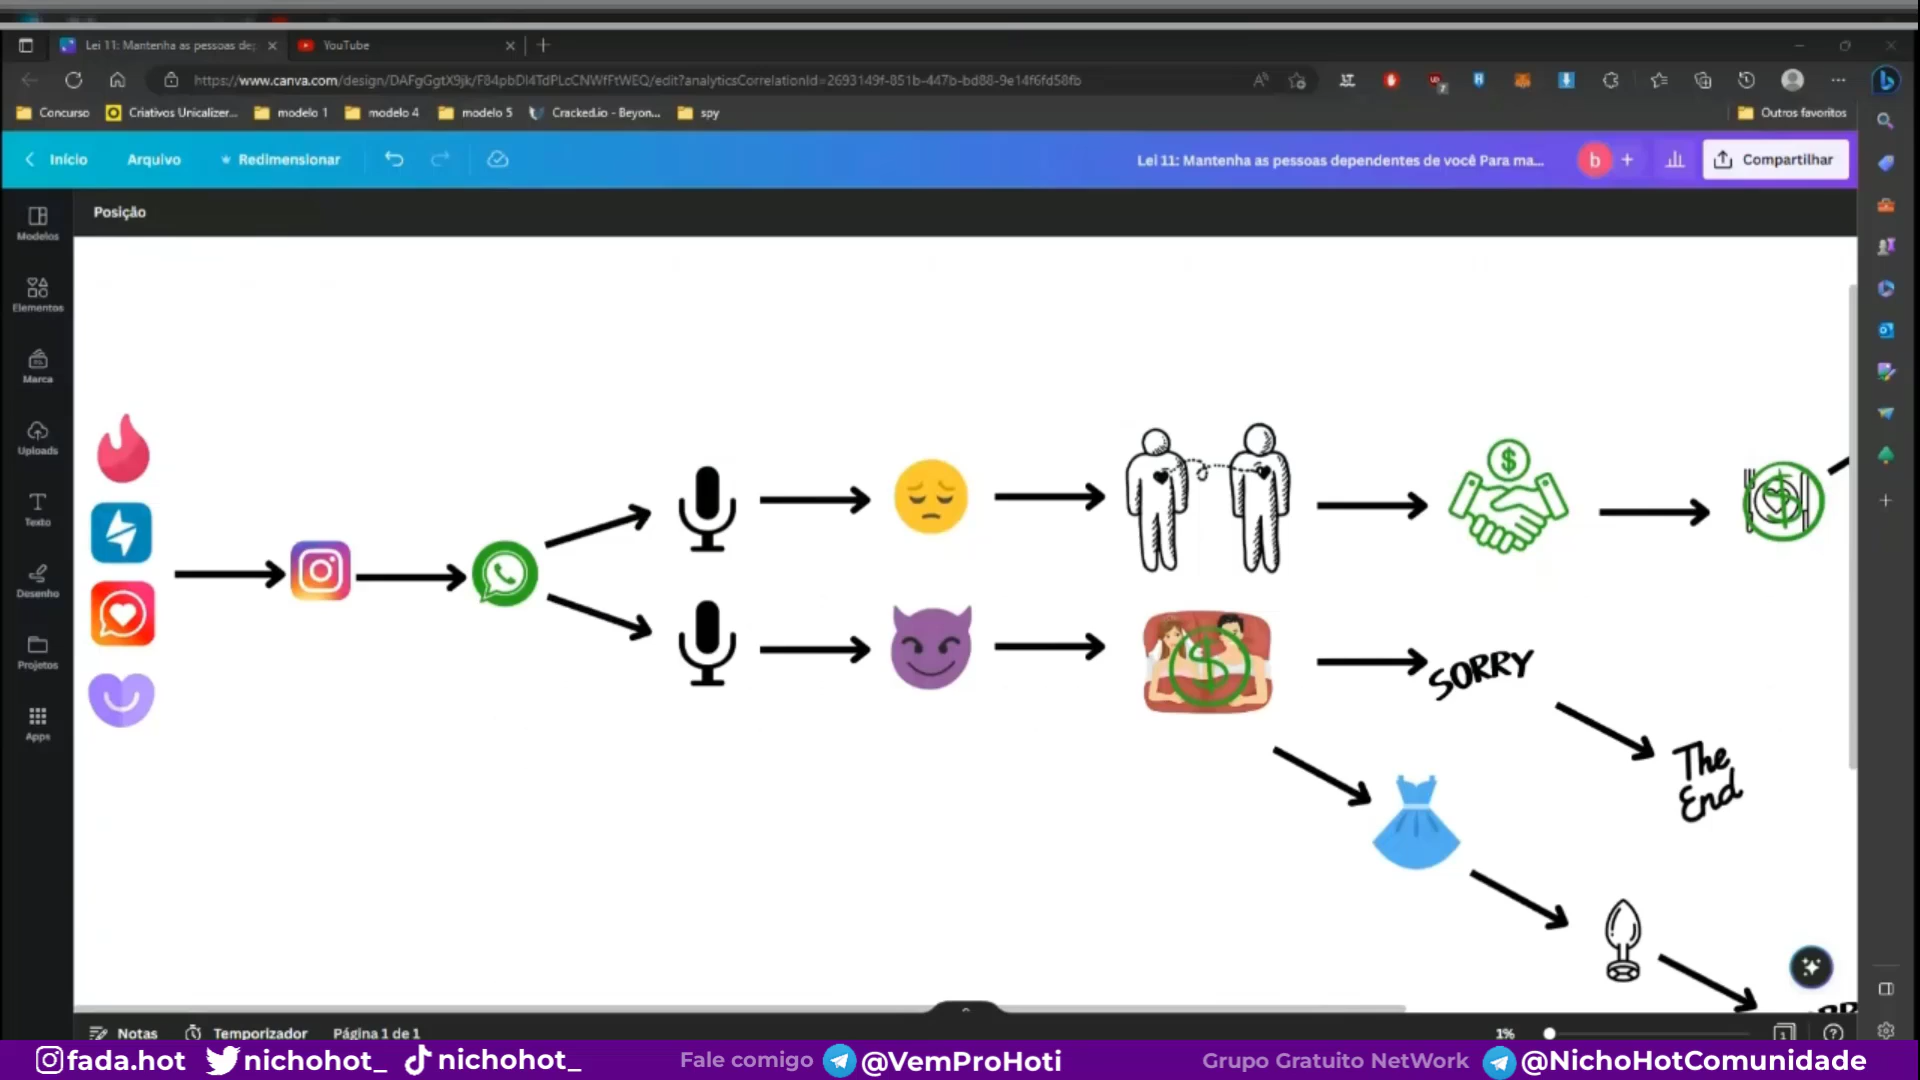 Lei 11: Mantenha as pessoas de
YouTube
https://www.canva.com/design/DAFgGgtX9jk/F84pbDl4TdPLcCNWfFtWEQ/edit?analyticsCorrelationId=2693149f-851b-447b-bd88-9e14f6fd58fb
Concurso
Criativos Unicalizer...
modelo 1
modelo 4
modelo 5
Cracked.io - Beyon...
spy
Outros favoritos
Início
Arquivo
Redimensionar
Lei 11: Mantenha as pessoas dependentes de você Para ma...
b
Compartilhar
Posição
Modelos
Elementos
Marca
Uploads
Texto
Desenho
Projetos
Apps
SORRY
The
End
Notas
Temporizador
Página 1 de 1
1%
1
fada.hot
nichohot_
nichohot_
Fale comigo
@VemProHoti
Grupo Gratuito NetWork
@NichoHotComunidade